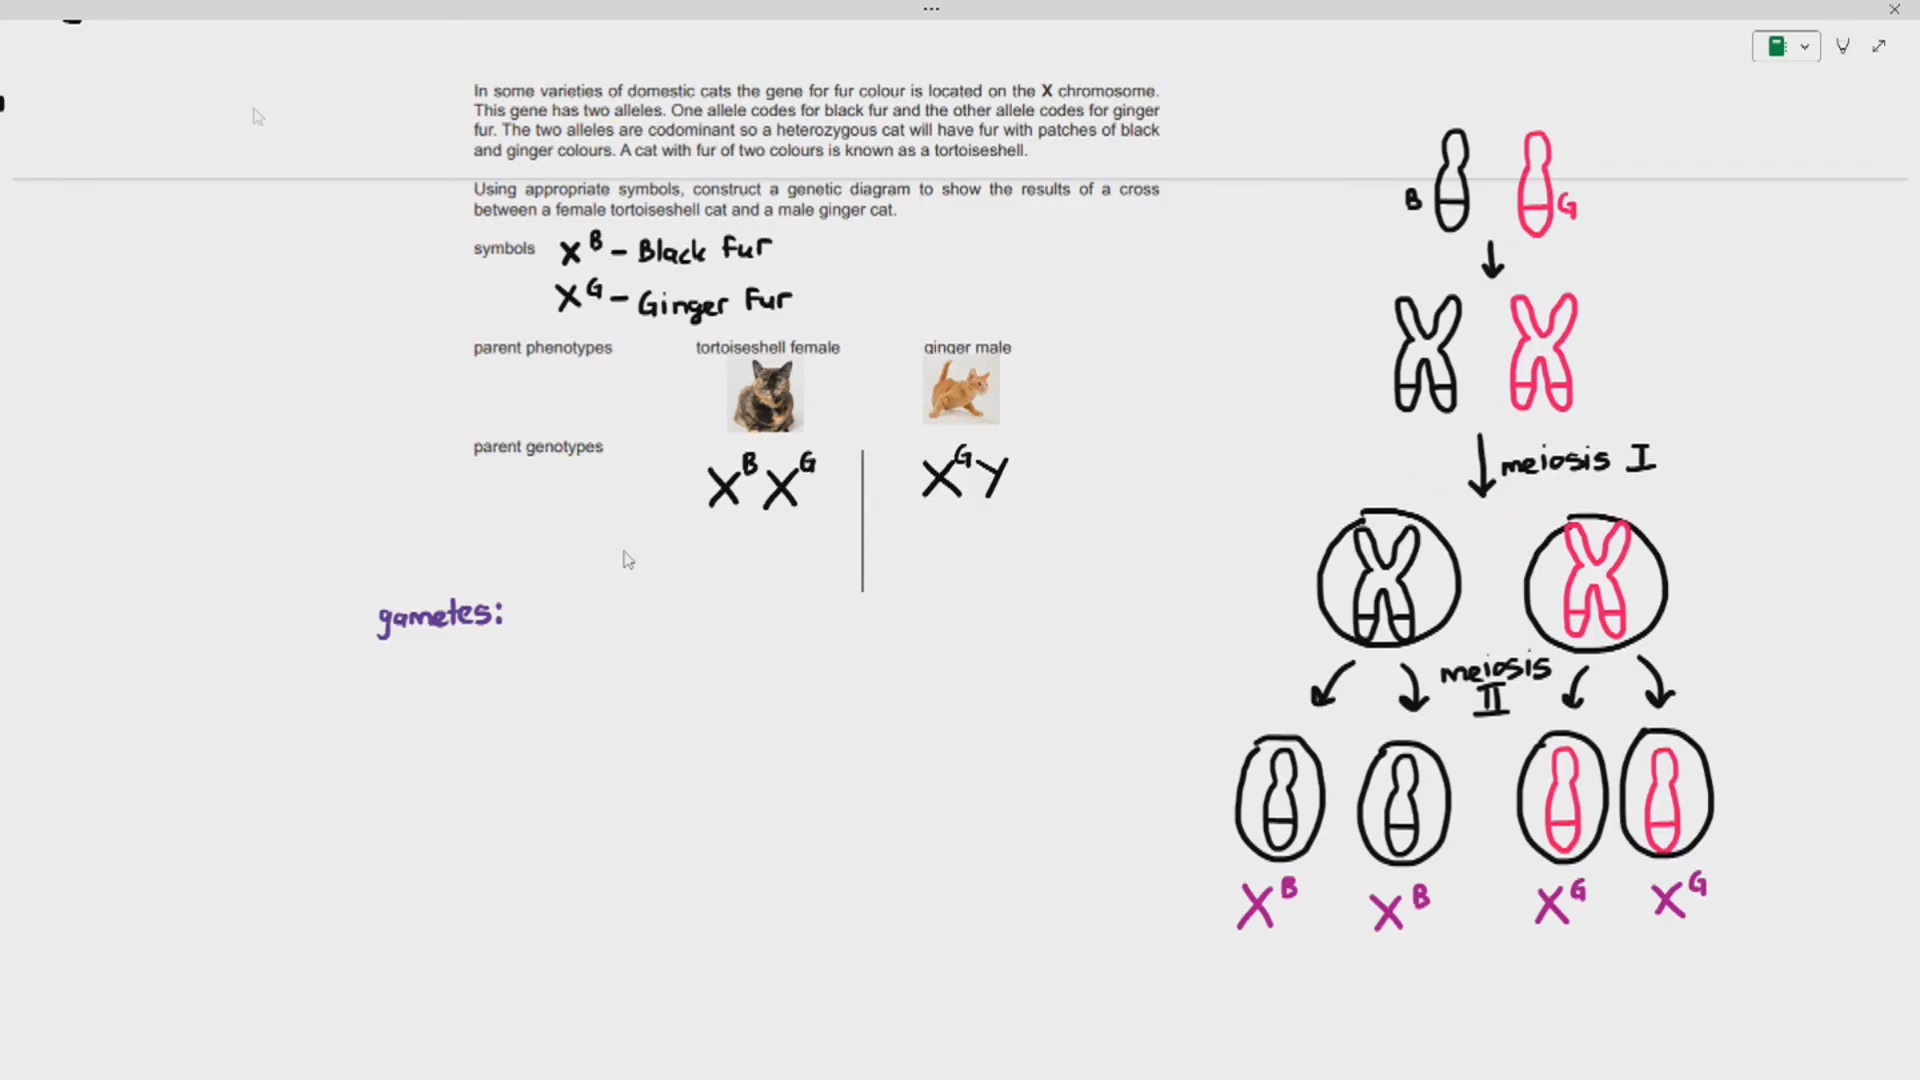 In some varieties of domestic cats the gene for fur colour is located on the X chromosome.
This gene has two alleles. One allele codes for black fur and the other allele codes for ginger
fur. The two alleles are codominant so a heterozygous cat will have fur with patches of black
and ginger colours. A cat with fur of two colours is known as a tortoiseshell.
Using appropriate symbols, construct a genetic diagram to show the results of a cross
between a female tortoiseshell cat and a male ginger cat.
symbols X^B - Black Fur
X^G - Ginger Fur
parent phenotypes tortoiseshell female ginger male
parent genotypes X^B X^G X^G Y
gametes:
B G
meiosis I
meiosis
II
X^B X^B X^G X^G